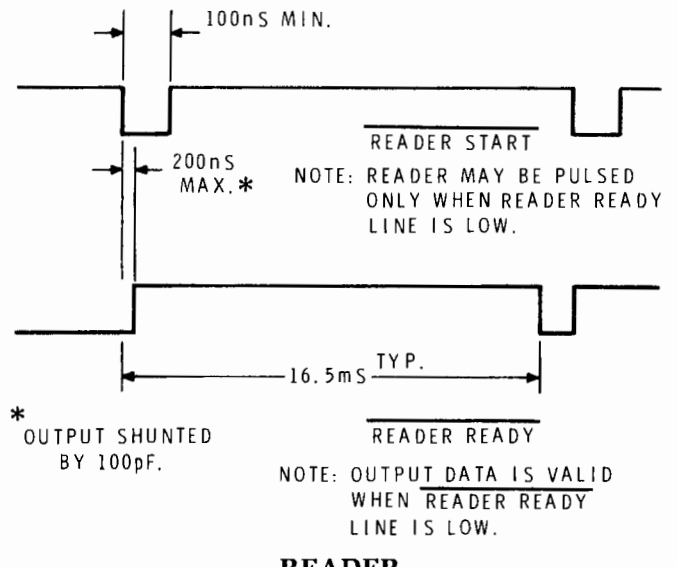 100nS MIN.
READER START
200nS
MAX.*
NOTE: READER MAY BE PULSED
ONLY WHEN READER READY
LINE IS LOW.
16.5mS TYP.
*
OUTPUT SHUNTED
BY 100pF.
READER READY
NOTE: OUTPUT DATA IS VALID
WHEN READER READY
LINE IS LOW.
READER